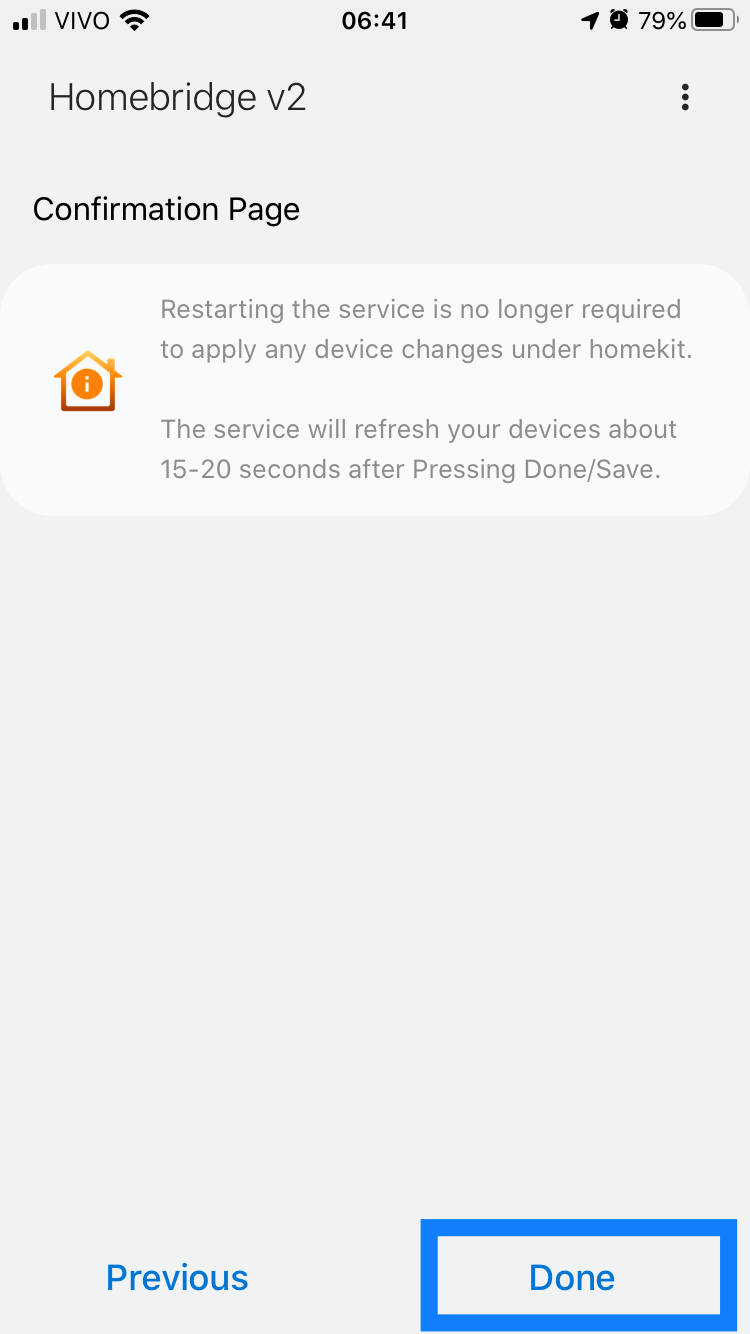 VIVO 06:41 79%
Homebridge v2
Confirmation Page
Restarting the service is no longer required
to apply any device changes under homekit.
The service will refresh your devices about
15-20 seconds after Pressing Done/Save.
Previous Done